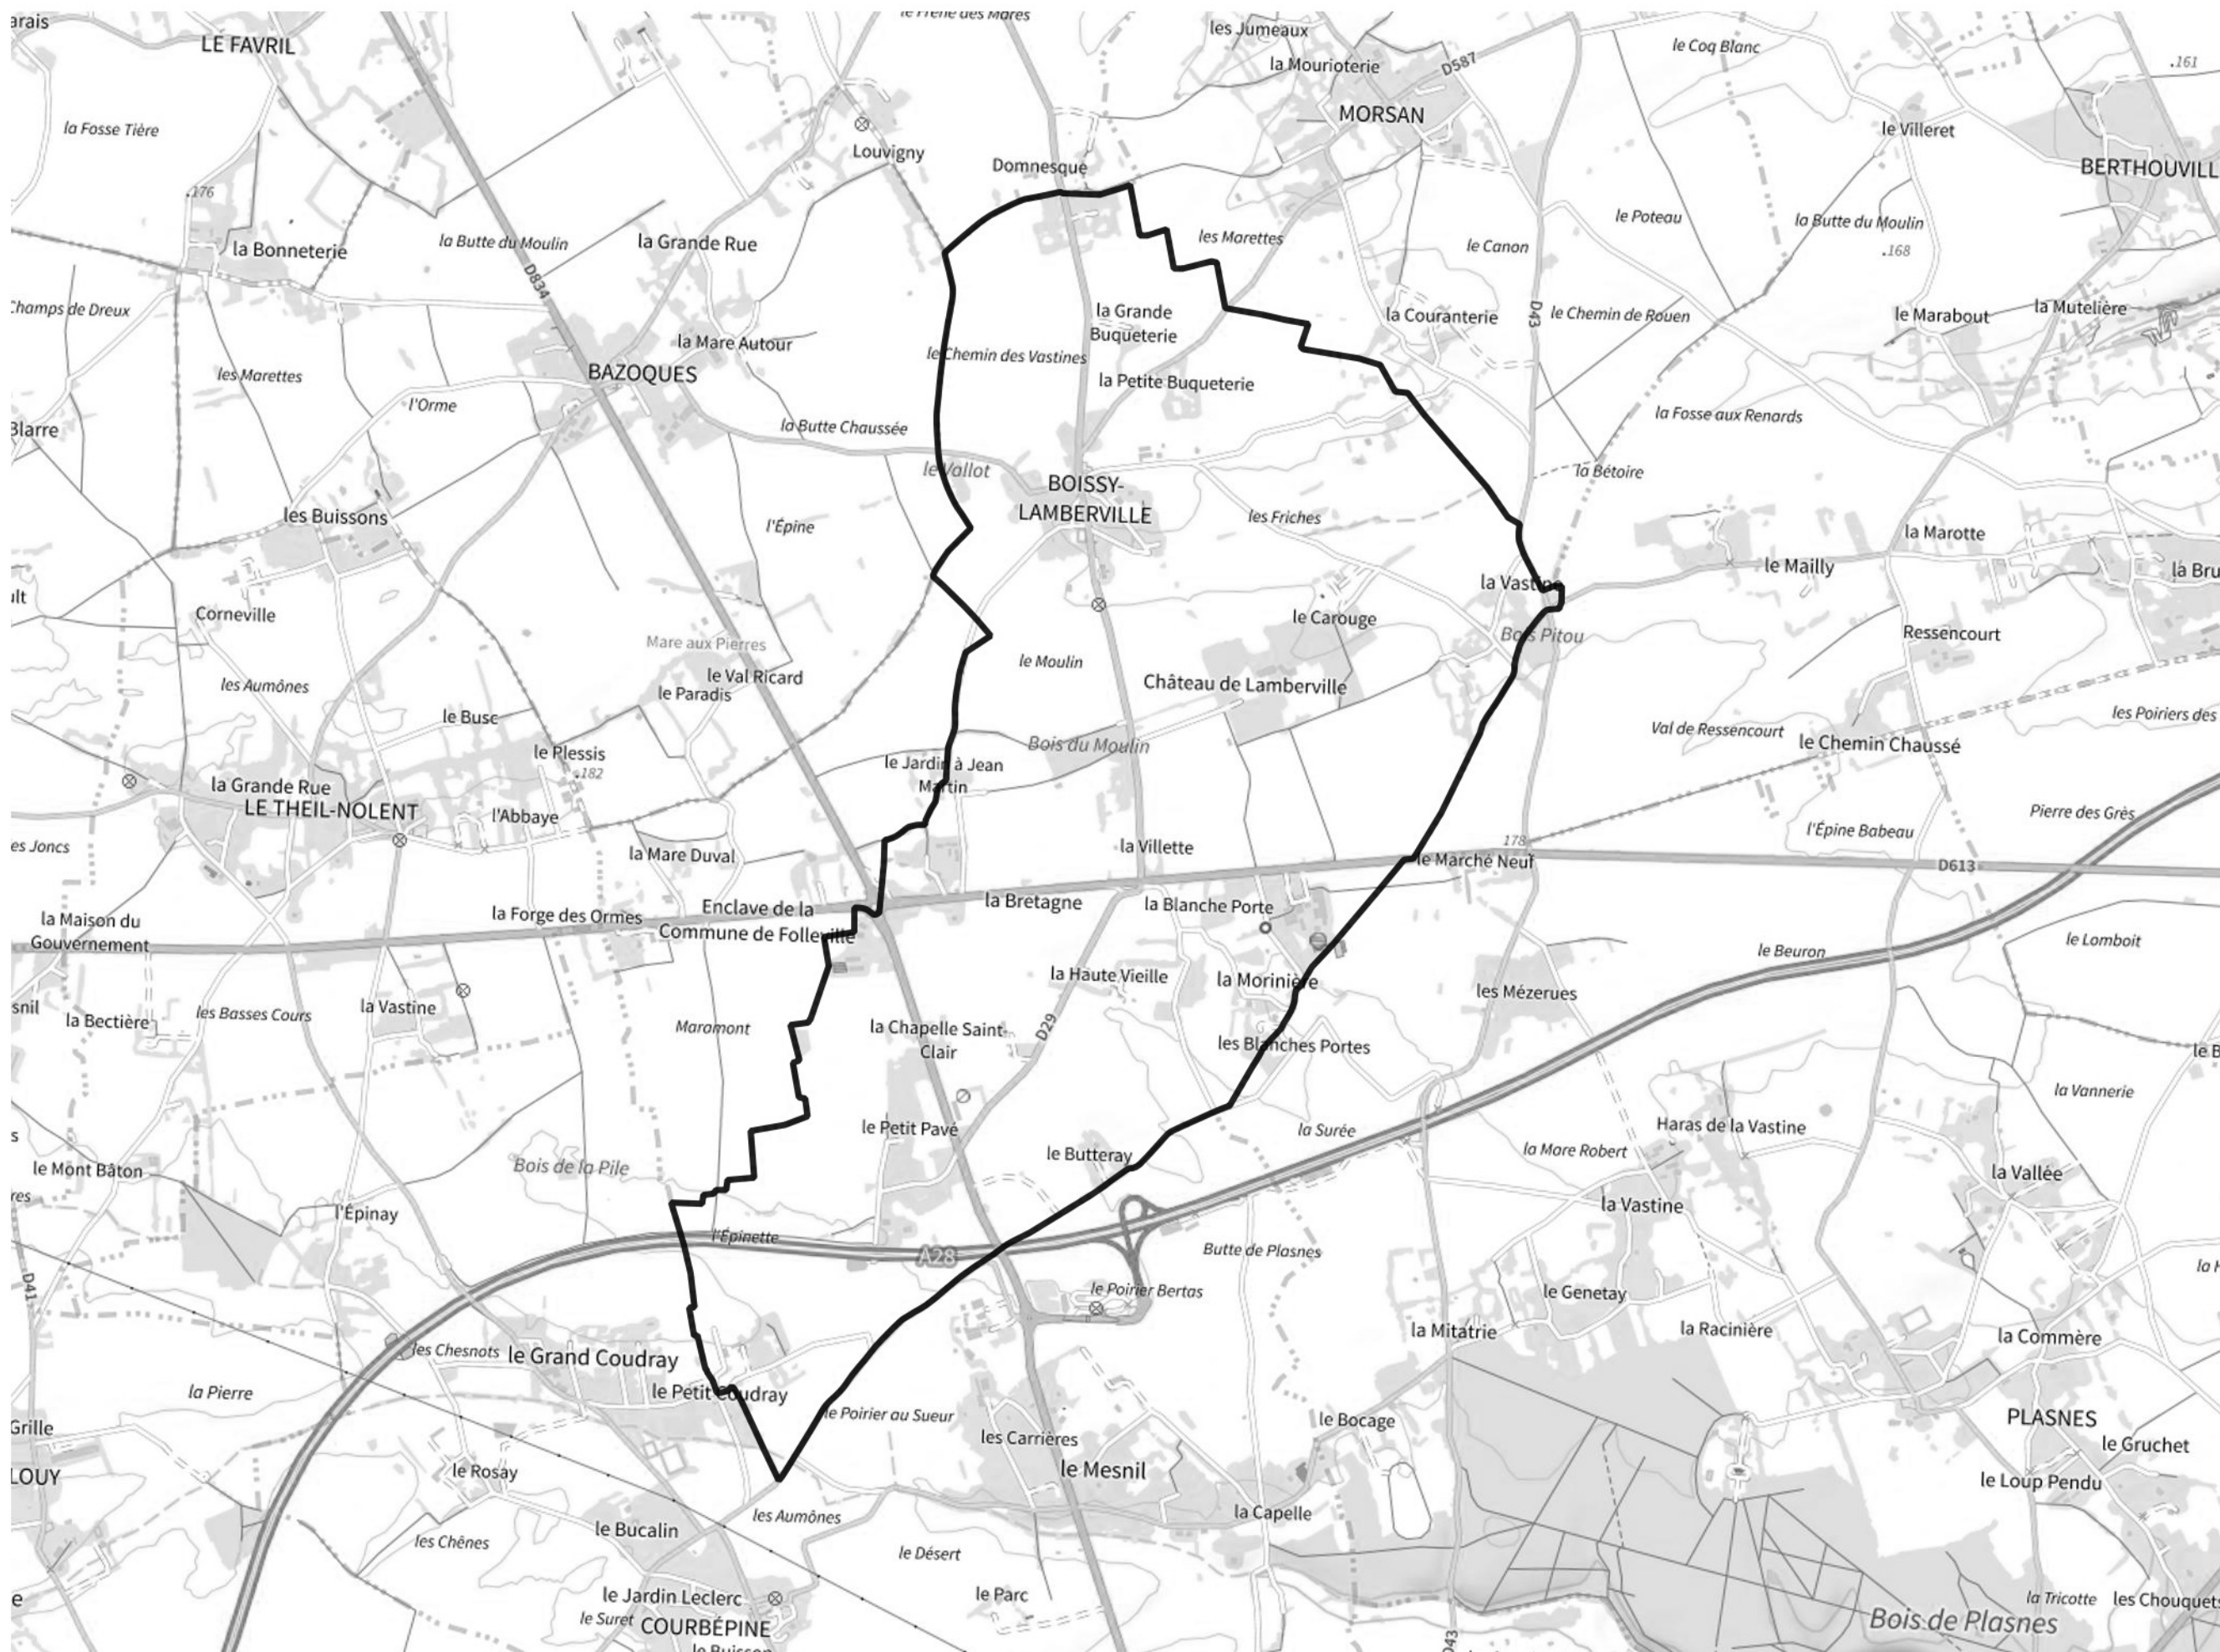 arais
LE FAVRIL
le Frêne des Mares
les Jumeaux
la Mourioterie
D587
le Coq Blanc
.161
MORSAN
la Fosse Tière
le Villeret
Louvigny
Domnesque
BERTHOUVILL
.176
le Poteau
la Butte du Moulin
la Bonneterie
la Butte du Moulin
la Grande Rue
les Marettes
le Canon
.168
D834
Champs de Dreux
la Grande
Buqueterie
la Couranterie
D43
le Chemin de Rouen
le Marabout
la Mutelière
la Mare Autour
le Chemin des Vastines
les Marettes
BAZOQUES
la Petite Buqueterie
l'Orme
la Butte Chaussée
la Fosse aux Renards
Blarre
le Vallot
la Bétoire
BOISSY-
LAMBERVILLE
les Buissons
l'Épine
les Friches
la Marotte
le Mailly
la Bru
la Vastine
ult
Corneville
le Carouge
Mare aux Pierres
Bois Pitou
Ressencourt
le Moulin
le Val Ricard
le Paradis
les Aumônes
Château de Lamberville
le Busc
les Poiriers des
Val de Ressencourt
le Chemin Chaussé
Bois du Moulin
le Plessis
.182
le Jardin à Jean
Martin
la Grande Rue
LE THEIL-NOLENT
l'Abbaye
Pierre des Grès
l'Épine Babeau
es Joncs
la Mare Duval
la Villette
178
le Marché Neuf
D613
la Maison du
Gouvernement
la Forge des Ormes
Enclave de la
Commune de Folleville
la Bretagne
la Blanche Porte
le Lomboit
le Beuron
la Haute Vieille
la Morinière
les Mézerues
snil
la Bectière
les Basses Cours
la Vastine
Maromont
la Chapelle Saint-
Clair
D29
les Blanches Portes
le B
la Vannerie
s
le Petit Pavé
la Surée
Haras de la Vastine
le Mont Bâton
Bois de la Pile
le Butteray
la Mare Robert
la Vallée
res
l'Épinay
la Vastine
l'Épinette
A28
Butte de Plasnes
la H
D41
le Poirier Bertas
le Genetay
la Mitatrie
la Racinière
la Commère
les Chesnots
le Grand Coudray
la Pierre
le Petit Coudray
le Poirier au Sueur
le Bocage
PLASNES
Grille
les Carrières
le Gruchet
LOUY
le Rosay
le Mesnil
le Loup Pendu
les Aumônes
la Capelle
le Bucalin
les Chênes
le Désert
le Jardin Leclerc
le Parc
la Tricotte
les Chouquets
e
le Suret
COURBÉPINE
Bois de Plasnes
D43
le Buisson